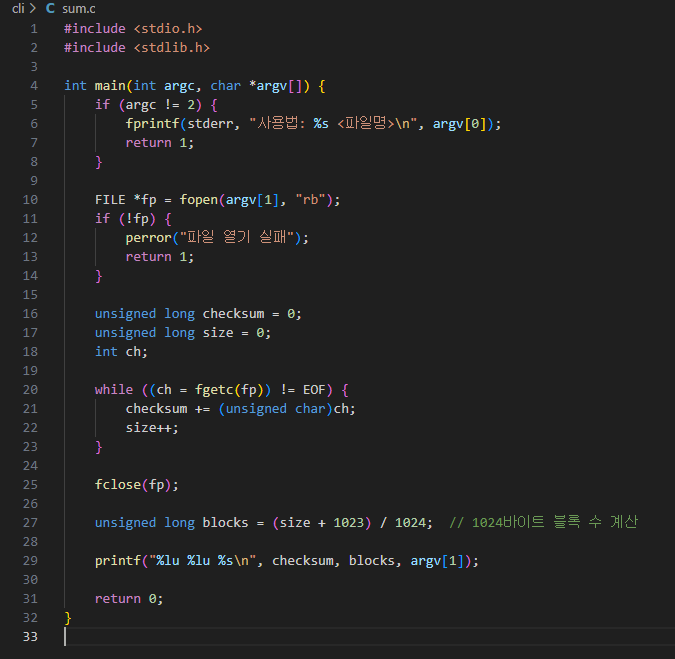 cli > C sum.c
1 #include <stdio.h>
2 #include <stdlib.h>
3
4 int main(int argc, char *argv[]) {
5     if (argc != 2) {
6         fprintf(stderr, "사용법: %s <파일명>\n", argv[0]);
7         return 1;
8     }
9
10     FILE *fp = fopen(argv[1], "rb");
11     if (!fp) {
12         perror("파일 열기 실패");
13         return 1;
14     }
15
16     unsigned long checksum = 0;
17     unsigned long size = 0;
18     int ch;
19
20     while ((ch = fgetc(fp)) != EOF) {
21         checksum += (unsigned char)ch;
22         size++;
23     }
24
25     fclose(fp);
26
27     unsigned long blocks = (size + 1023) / 1024;  // 1024바이트 블록 수 계산
28
29     printf("%lu %lu %s\n", checksum, blocks, argv[1]);
30
31     return 0;
32 }
33